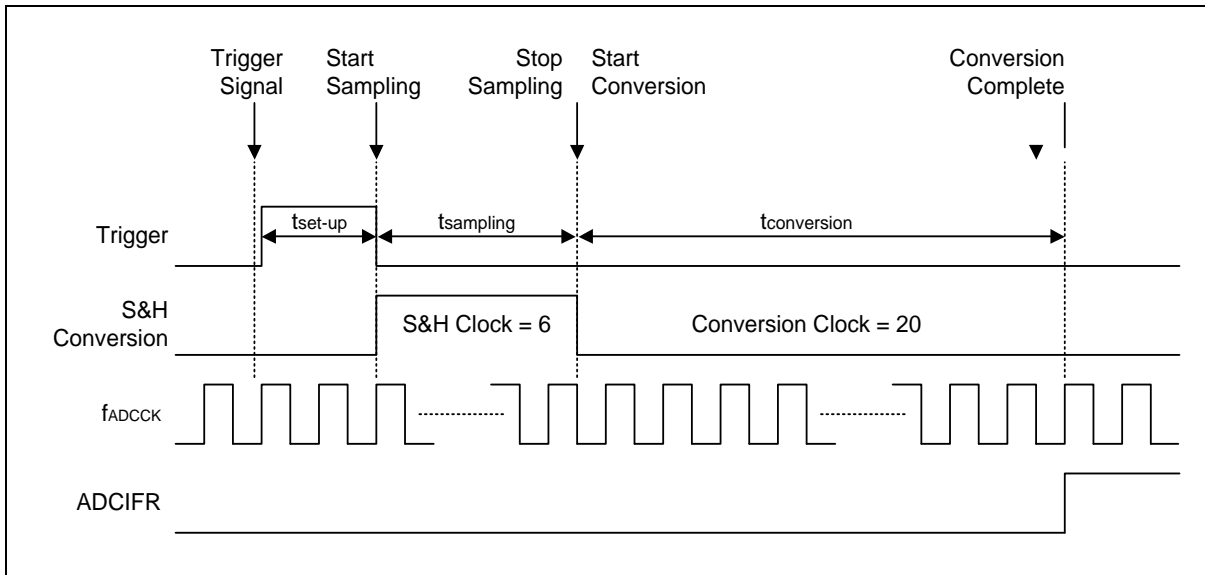 Trigger
Signal
Start
Sampling
Stop
Sampling
Start
Conversion
Conversion
Complete
Trigger
tset-up
tsampling
tconversion
S&H
Conversion
S&H Clock = 6
Conversion Clock = 20
fADCCK
ADCIFR